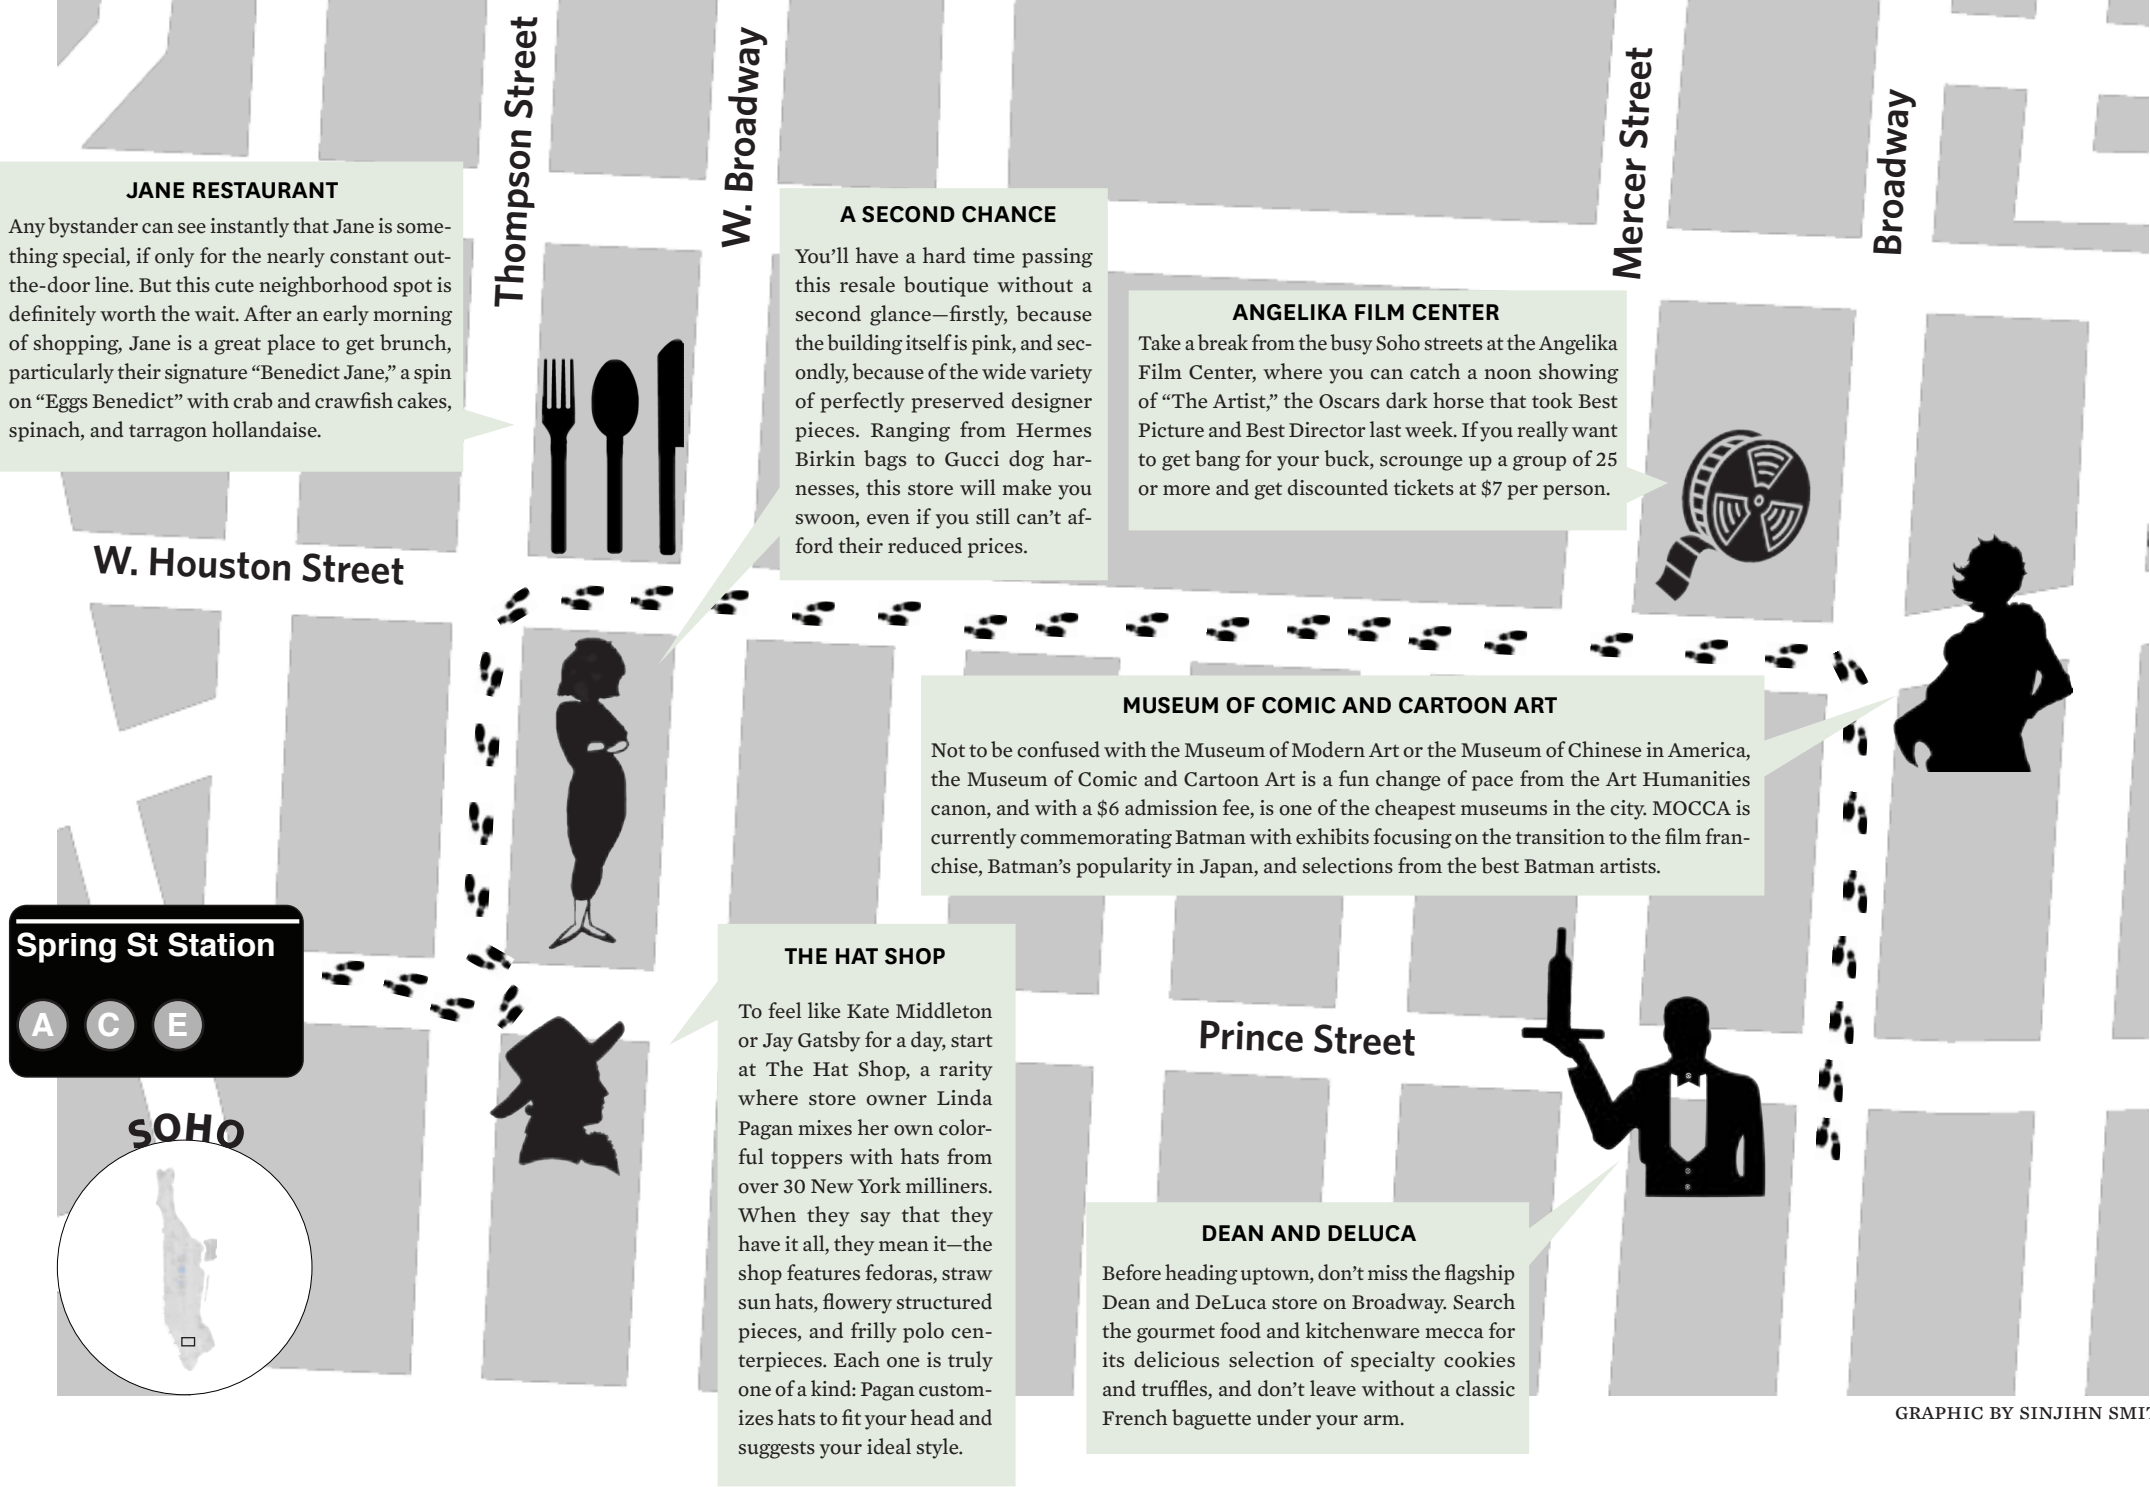 Thompson Street
W. Broadway
Mercer Street
Broadway
JANE RESTAURANT
Any bystander can see instantly that Jane is some-
thing special, if only for the nearly constant out-
the-door line. But this cute neighborhood spot is
definitely worth the wait. After an early morning
of shopping, Jane is a great place to get brunch,
particularly their signature “Benedict Jane,” a spin
on “Eggs Benedict” with crab and crawfish cakes,
spinach, and tarragon hollandaise.
A SECOND CHANCE
You’ll have a hard time passing
this resale boutique without a
second glance—firstly, because
the building itself is pink, and sec-
ondly, because of the wide variety
of perfectly preserved designer
pieces. Ranging from Hermes
Birkin bags to Gucci dog har-
nesses, this store will make you
swoon, even if you still can’t af-
ford their reduced prices.
ANGELIKA FILM CENTER
Take a break from the busy Soho streets at the Angelika
Film Center, where you can catch a noon showing
of “The Artist,” the Oscars dark horse that took Best
Picture and Best Director last week. If you really want
to get bang for your buck, scrounge up a group of 25
or more and get discounted tickets at $7 per person.
W. Houston Street
MUSEUM OF COMIC AND CARTOON ART
Not to be confused with the Museum of Modern Art or the Museum of Chinese in America,
the Museum of Comic and Cartoon Art is a fun change of pace from the Art Humanities
canon, and with a $6 admission fee, is one of the cheapest museums in the city. MOCCA is
currently commemorating Batman with exhibits focusing on the transition to the film fran-
chise, Batman’s popularity in Japan, and selections from the best Batman artists.
Spring St Station
A C E
THE HAT SHOP
To feel like Kate Middleton
or Jay Gatsby for a day, start
at The Hat Shop, a rarity
where store owner Linda
Pagan mixes her own color-
ful toppers with hats from
over 30 New York milliners.
When they say that they
have it all, they mean it—the
shop features fedoras, straw
sun hats, flowery structured
pieces, and frilly polo cen-
terpieces. Each one is truly
one of a kind: Pagan custom-
izes hats to fit your head and
suggests your ideal style.
Prince Street
SOHO
DEAN AND DELUCA
Before heading uptown, don’t miss the flagship
Dean and DeLuca store on Broadway. Search
the gourmet food and kitchenware mecca for
its delicious selection of specialty cookies
and truffles, and don’t leave without a classic
French baguette under your arm.
GRAPHIC BY SINJIHN